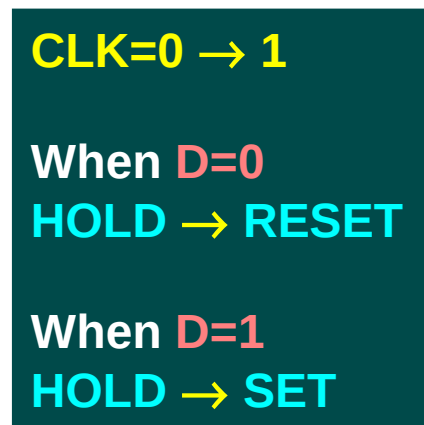 CLK=0 → 1
When D=0
HOLD → RESET
When D=1
HOLD → SET